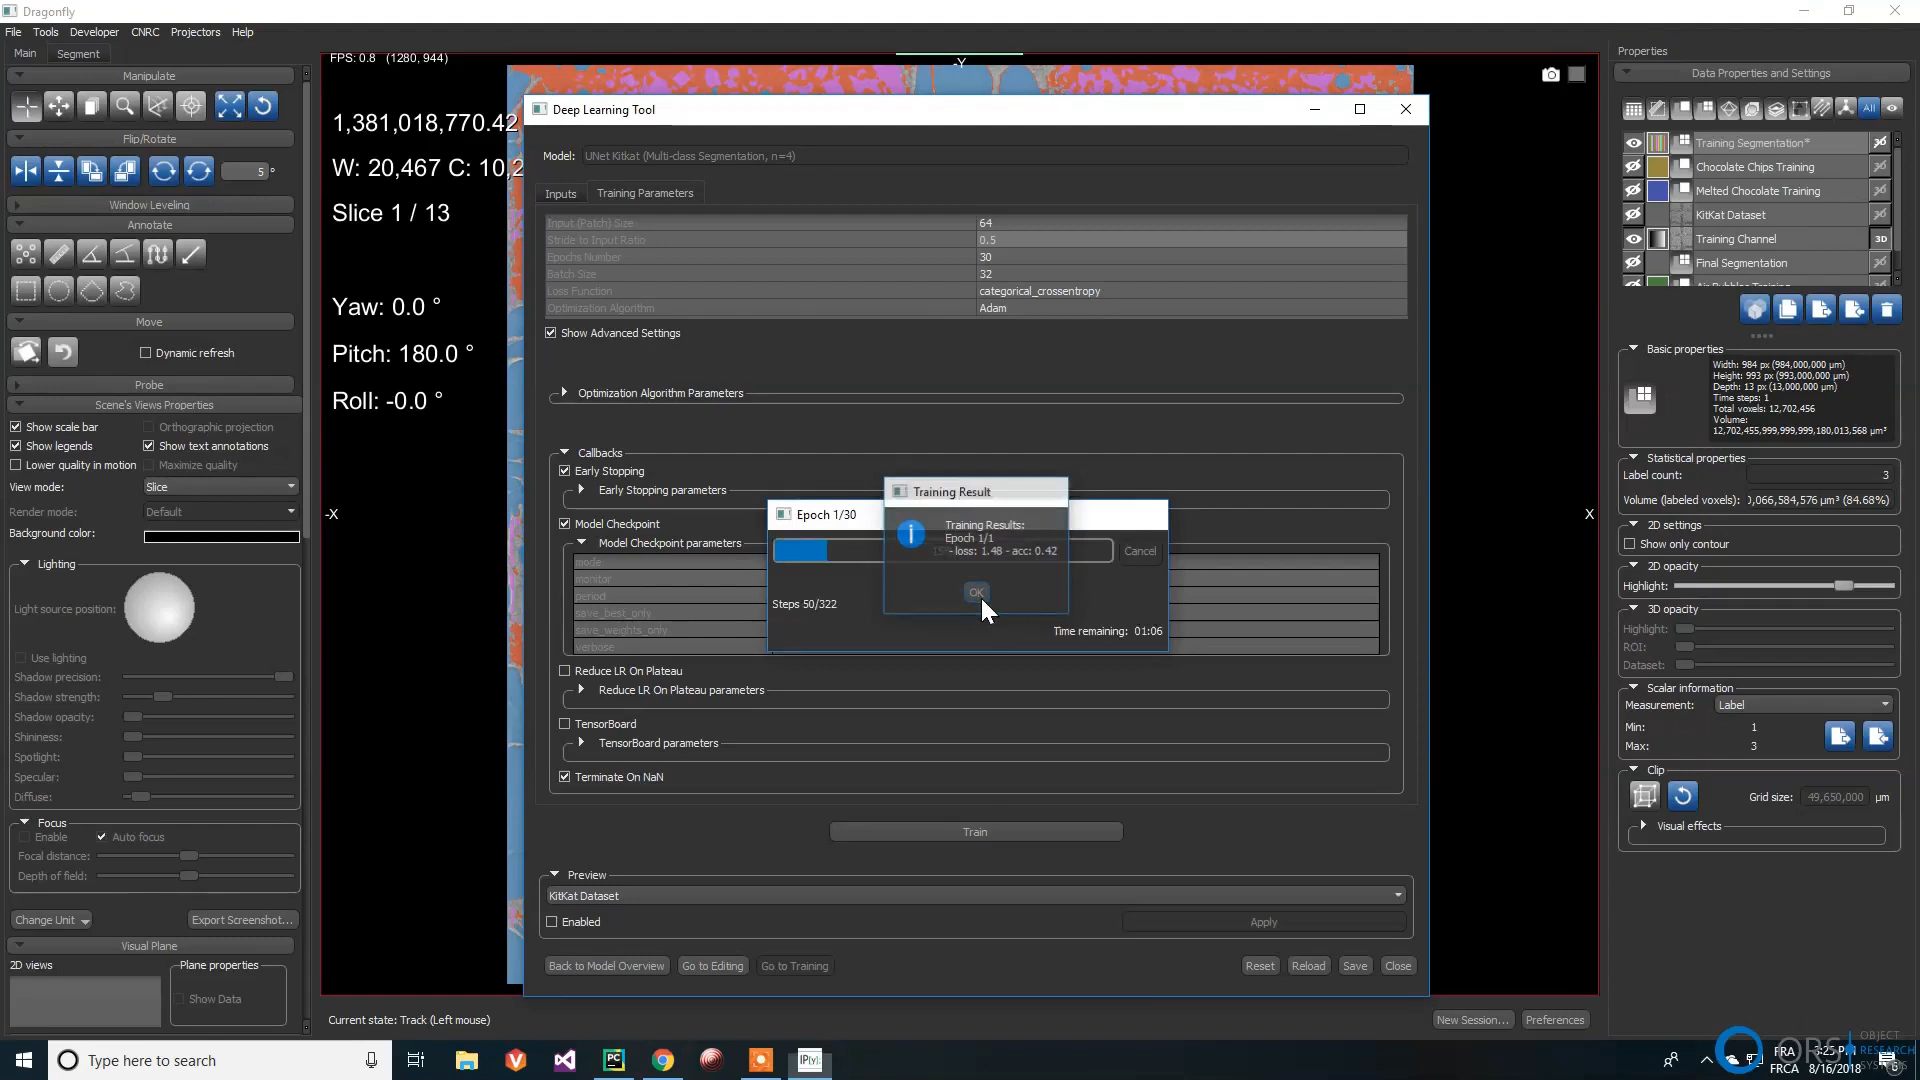 Dragonfly
File Tools Developer CNRC Projectors Help
Main Segment
Manipulate
Flip/Rotate
5 °
Window Leveling
Annotate
Move
Dynamic refresh
Probe
Scene's Views Properties
Show scale bar Orthographic projection
Show legends Show text annotations
Lower quality in motion Maximize quality
View mode: Slice
Render mode: Default
Background color:
Lighting
Light source position:
Use lighting
Shadow precision:
Shadow strength:
Shadow opacity:
Shininess:
Spotlight:
Specular:
Diffuse:
Focus
Enable Auto focus
Focal distance:
Depth of field:
Change Unit Export Screenshot...
Visual Plane
2D views Plane properties
Show Data
FPS: 0.8 (1280, 944)
-Y
1,381,018,770.42
W: 20,467 C: 10,2
Slice 1 / 13
Yaw: 0.0 °
Pitch: 180.0 °
Roll: -0.0 °
-X
X
Deep Learning Tool
Model: UNet Kitkat (Multi-class Segmentation, n=4)
Inputs Training Parameters
Input (Patch) Size 64
Stride to Input Ratio 0.5
Epochs Number 30
Batch Size 32
Loss Function categorical_crossentropy
Optimization Algorithm Adam
Show Advanced Settings
Optimization Algorithm Parameters
Callbacks
Early Stopping
Early Stopping parameters
Model Checkpoint
Model Checkpoint parameters
mode
monitor
period
save_best_only
save_weights_only
verbose
Reduce LR On Plateau
Reduce LR On Plateau parameters
TensorBoard
TensorBoard parameters
Terminate On NaN
Train
Preview
KitKat Dataset
Enabled Apply
Back to Model Overview Go to Editing Go to Training Reset Reload Save Close
Epoch 1/30
Cancel
Steps 50/322
Time remaining: 01:06
Training Result
Training Results:
Epoch 1/1
- loss: 1.48 - acc: 0.42
OK
Current state: Track (Left mouse)
New Session... Preferences
Properties
Data Properties and Settings
All
Training Segmentation*
Chocolate Chips Training
Melted Chocolate Training
KitKat Dataset
Training Channel 3D
Final Segmentation
Basic properties
Width: 984 px (984,000,000 µm)
Height: 993 px (993,000,000 µm)
Depth: 13 px (13,000,000 µm)
Time steps: 1
Total voxels: 12,702,456
Volume:
12,702,455,999,999,999,180,013,568 µm³
Statistical properties
Label count: 3
Volume (labeled voxels): ,066,584,576 µm³ (84.68%)
2D settings
Show only contour
2D opacity
Highlight:
3D opacity
Highlight:
ROI:
Dataset:
Scalar information
Measurement: Label
Min: 1
Max: 3
Clip
Grid size: 49,650,000 µm
Visual effects
Type here to search
PC
IP[y]:
FRA
FRCA
3:25 PM
8/16/2018
ORS
OBJECT
RESEARCH
SYSTEMS